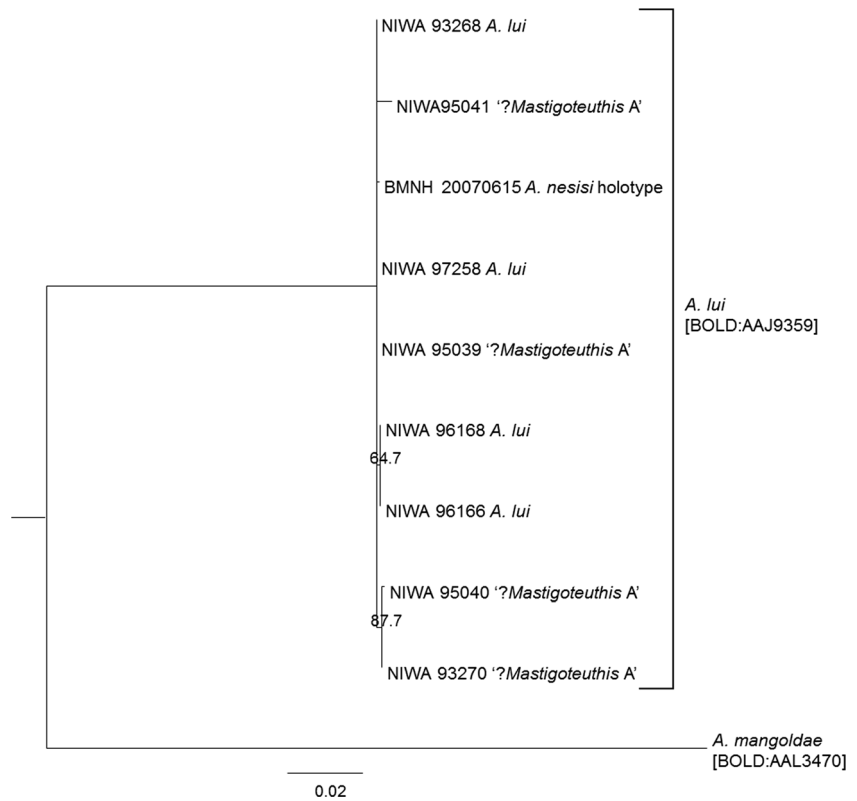 NIWA 93268 A. lui
NIWA95041 ‘?Mastigoteuthis A’
BMNH 20070615 A. nesisi holotype
NIWA 97258 A. lui
A. lui
[BOLD:AAJ9359]
NIWA 95039 ‘?Mastigoteuthis A’
NIWA 96168 A. lui
64.7
NIWA 96166 A. lui
NIWA 95040 ‘?Mastigoteuthis A’
87.7
NIWA 93270 ‘?Mastigoteuthis A’
A. mangoldae
[BOLD:AAL3470]
0.02